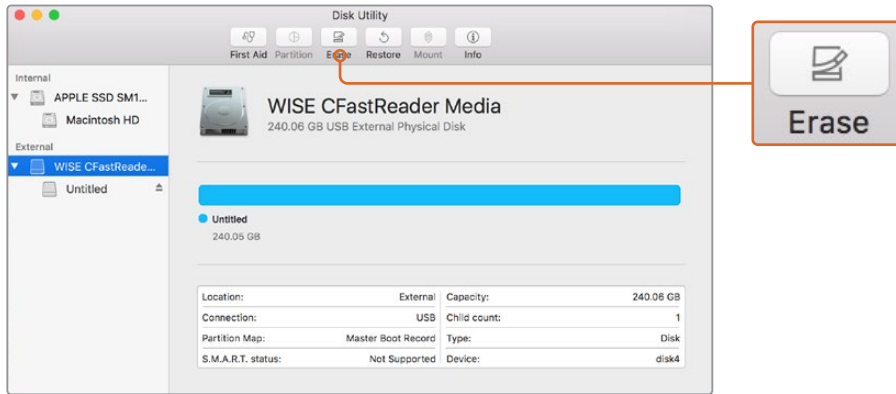 Disk Utility
First Aid Partition Erase Restore Mount Info
Erase
Internal
APPLE SSD SM1...
Macintosh HD
External
WISE CFastReade...
Untitled
WISE CFastReader Media
240.06 GB USB External Physical Disk
Untitled
240.05 GB
Location: External Capacity: 240.06 GB
Connection: USB Child count: 1
Partition Map: Master Boot Record Type: Disk
S.M.A.R.T. status: Not Supported Device: disk4